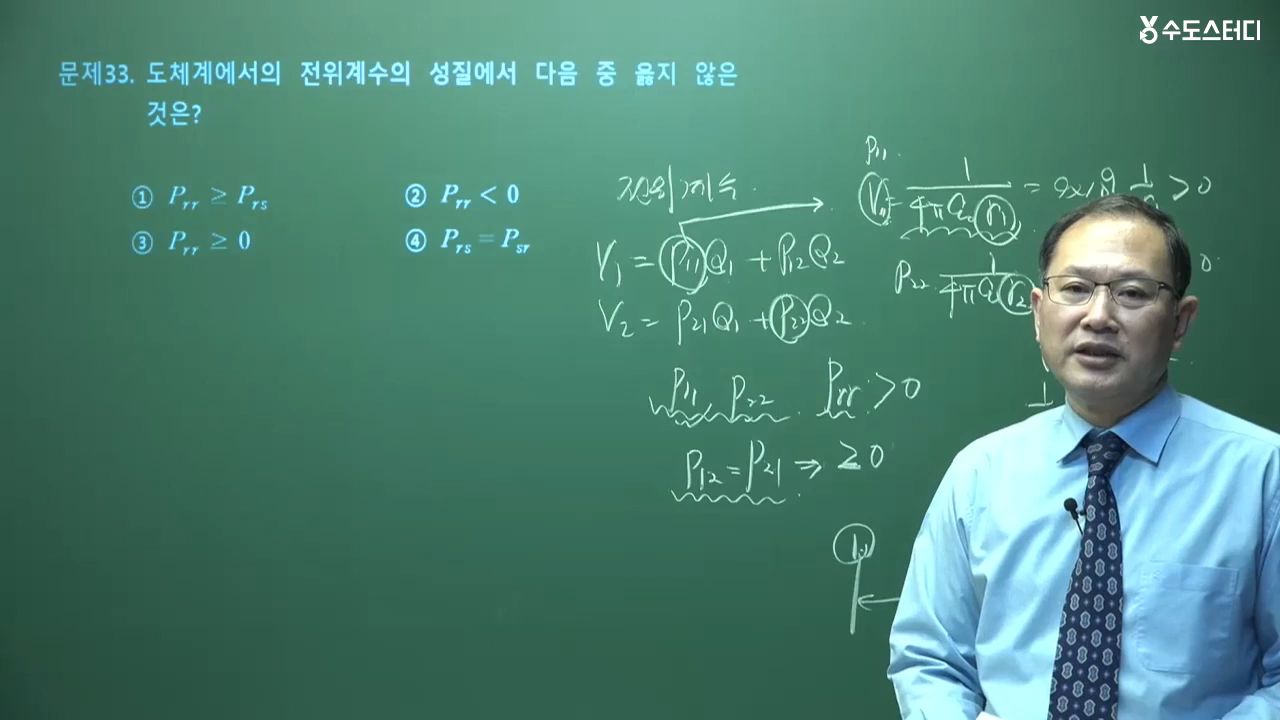 수도스터디
문제33. 도체계에서의 전위계수의 성질에서 다음 중 옳지 않은
것은?
① Prr ≥ Prs
② Prr < 0
③ Prr ≥ 0
④ Prs = Psr
전위계수.
V1 = P11Q1 + P12Q2
V2 = P21Q1 + P22Q2
P11, P22. Prr > 0
P12 = P21 ⇒ ≥ 0
P11.
> 0
P22.